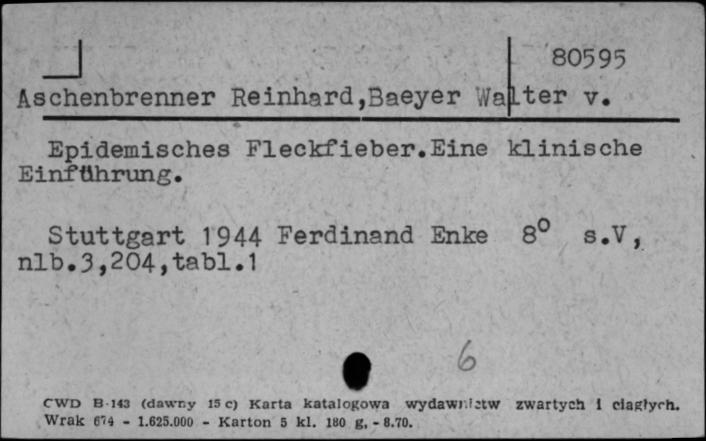 80595
Aschenbrenner Reinhard,Baeyer Walter v.
Epidemisches Fleckfieber.Eine klinische
Einführung.
Stuttgart 1944 Ferdinand Enke 8⁰ s.V,
nlb.3,204,tabl.1
6
CWD B-143 (dawny 15 c) Karta katalogowa wydawnictw zwartych i ciągłych.
Wrak 674 - 1.625.000 - Karton 5 kl. 180 g, - 8.70.